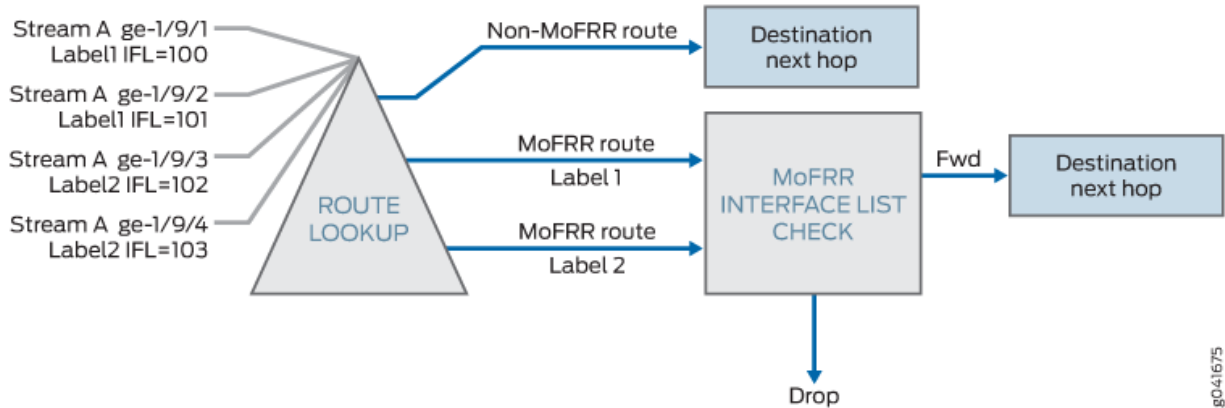 Stream A ge-1/9/1
Label1 IFL=100
Stream A ge-1/9/2
Label1 IFL=101
Stream A ge-1/9/3
Label2 IFL=102
Stream A ge-1/9/4
Label2 IFL=103
ROUTE
LOOKUP
Non-MoFRR route
Destination
next hop
MoFRR route
Label 1
MoFRR route
Label 2
MoFRR
INTERFACE LIST
CHECK
Fwd
Destination
next hop
Drop
g041675